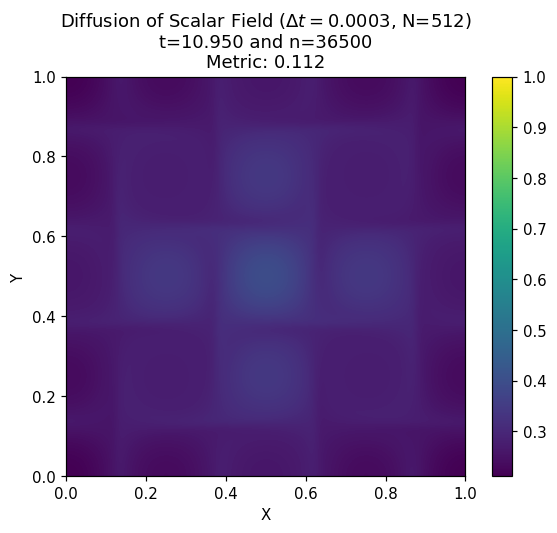 Diffusion of Scalar Field (Δt = 0.0003, N=512)
t=10.950 and n=36500
Metric: 0.112
1.0
0.8
0.6
0.4
0.2
0.0
Y
0.0 0.2 0.4 0.6 0.8 1.0
X
1.0
0.9
0.8
0.7
0.6
0.5
0.4
0.3